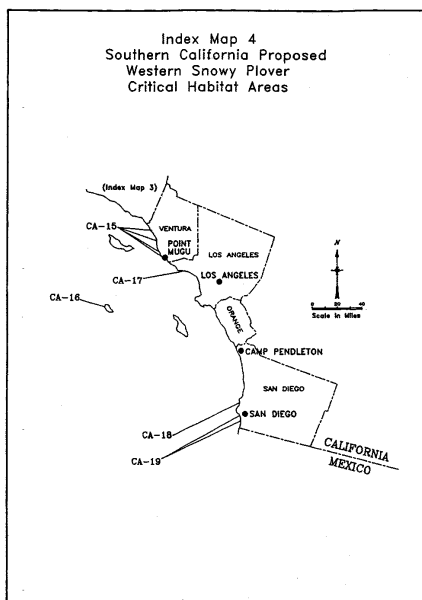 Index Map 4
Southern California Proposed
Western Snowy Plover
Critical Habitat Areas
(Index Map 3)
CA-15
VENTURA
POINT
MUGU
LOS ANGELES
LOS ANGELES
CA-17
CA-16
ORANGE
N
0 20 40
Scale in Miles
CAMP PENDLETON
SAN DIEGO
SAN DIEGO
CA-18
CA-19
CALIFORNIA
MEXICO